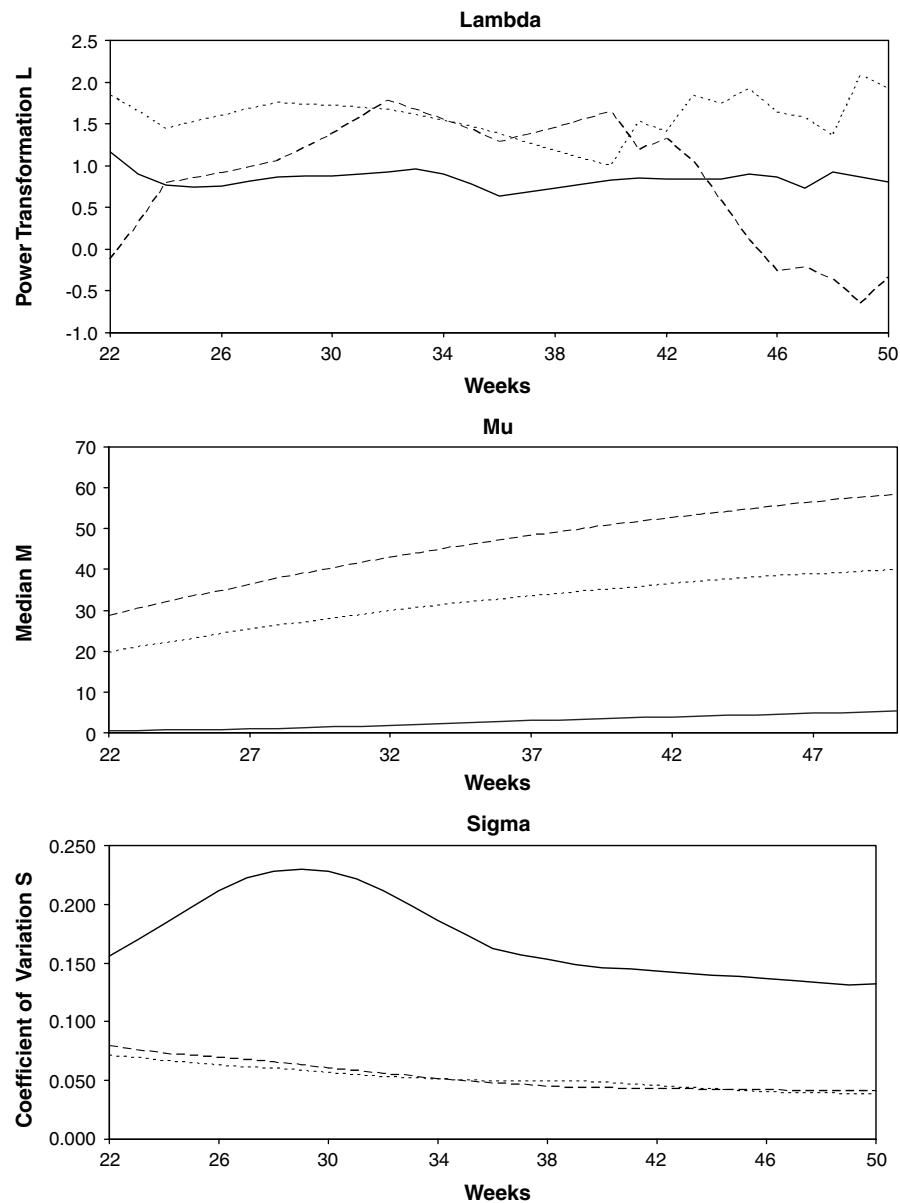 Lambda
Power Transformation L
2.5
2.0
1.5
1.0
0.5
0.0
-0.5
-1.0
22 26 30 34 38 42 46 50
Weeks
Mu
Median M
70
60
50
40
30
20
10
0
22 27 32 37 42 47
Weeks
Sigma
Coefficient of Variation S
0.250
0.200
0.150
0.100
0.050
0.000
22 26 30 34 38 42 46 50
Weeks